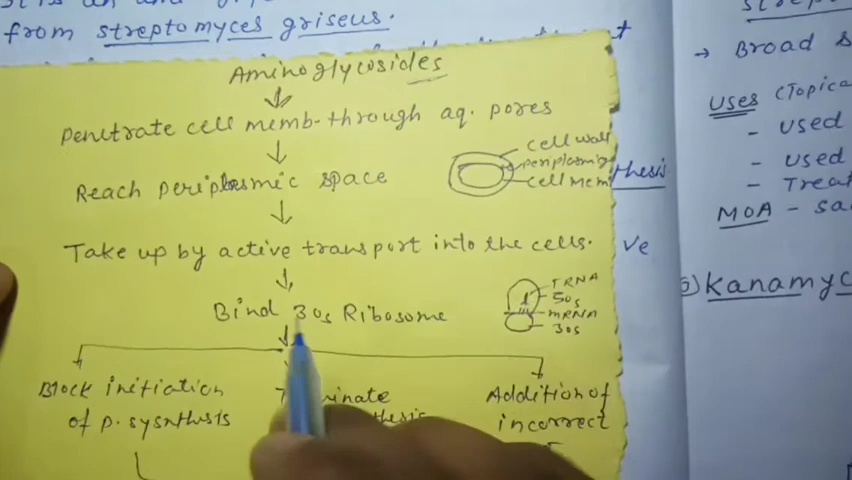 from streptomyces griseus.
Aminoglycosides
Penetrate cell memb-through aq. pores
Reach periplasmic space
cell wall
periplasmic
cell mem
Take up by active transport into the cells.
Bind 30s Ribosome
TRNA
50s
mRNA
30s
Block initiation
of p. sysnthesis
Addition of
incorrect
thesis
ve
→ Broad
Uses (Topica
- used
- used
- Trea
MOA - sa
Kanamyc